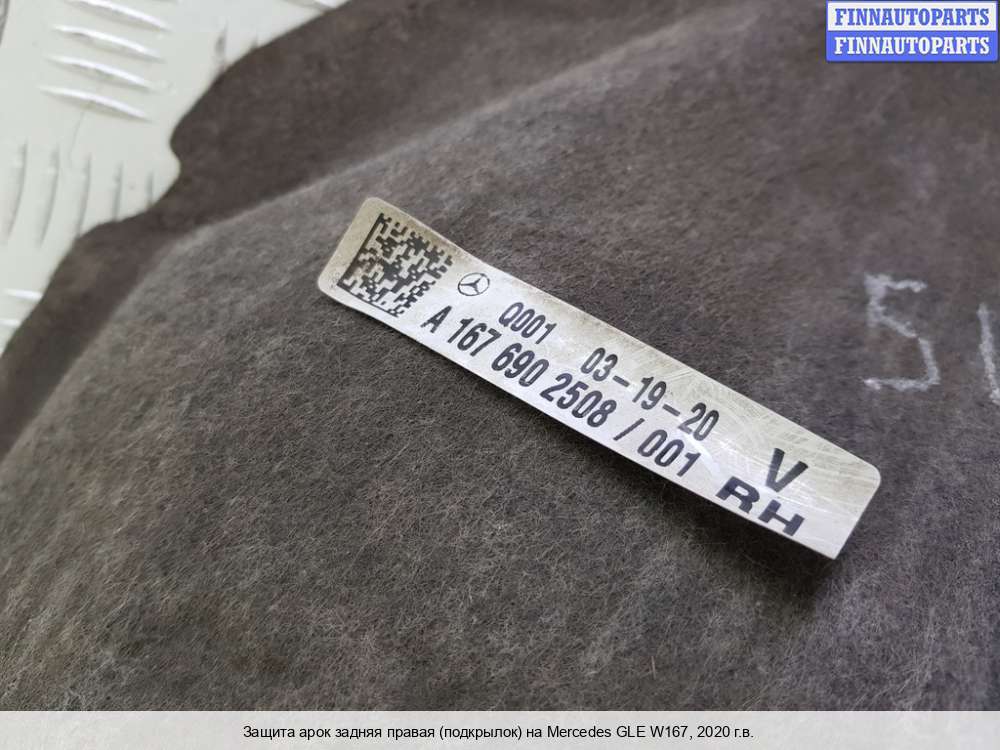 FINNAUTOPARTS
FINNAUTOPARTS
Q001 03-19-20 V
A 167 690 2508 / 001 RH
51
Защита арок задняя правая (подкрылок) на Mercedes GLE W167, 2020 г.в.